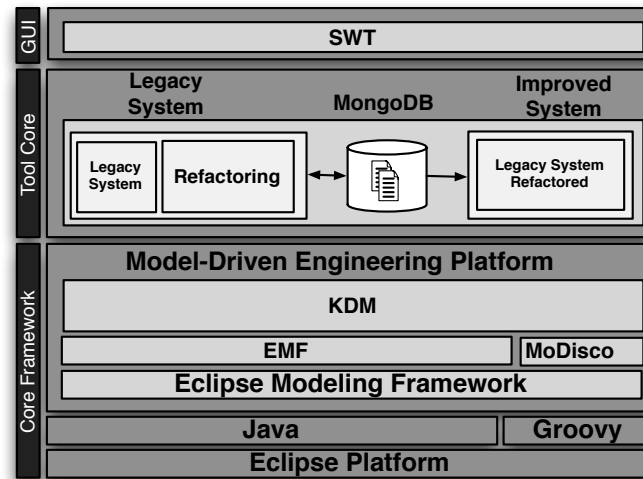 GUI
SWT
Tool Core
Legacy
System
MongoDB
Improved
System
Legacy
System
Refactoring
Legacy System
Refactored
Core Framework
Model-Driven Engineering Platform
KDM
EMF
MoDisco
Eclipse Modeling Framework
Java
Groovy
Eclipse Platform